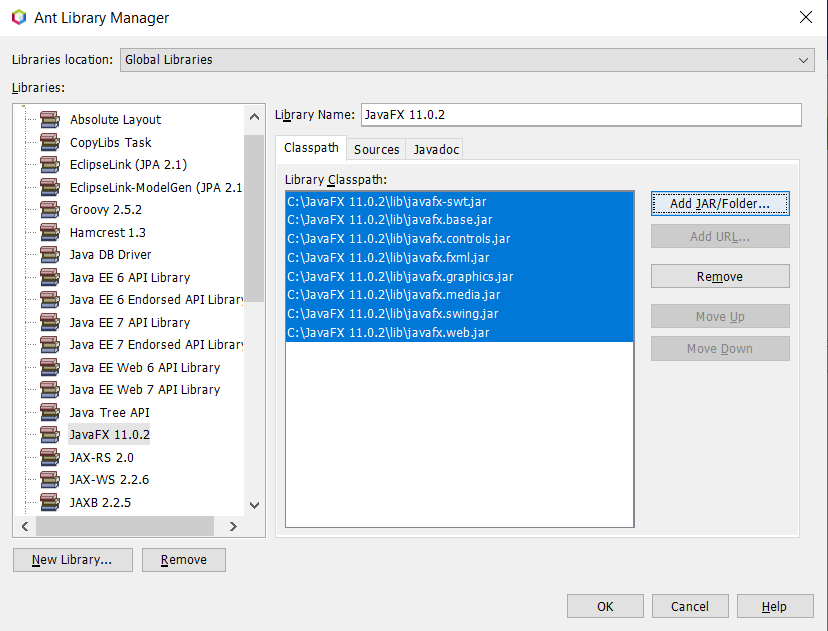 Ant Library Manager
Libraries location:
Global Libraries
Libraries:
Absolute Layout
CopyLibs Task
EclipseLink (JPA 2.1)
EclipseLink-ModelGen (JPA 2.1
Groovy 2.5.2
Hamcrest 1.3
Java DB Driver
Java EE 6 API Library
Java EE 6 Endorsed API Library
Java EE 7 API Library
Java EE 7 Endorsed API Library
Java EE Web 6 API Library
Java EE Web 7 API Library
Java Tree API
JavaFX 11.0.2
JAX-RS 2.0
JAX-WS 2.2.6
JAXB 2.2.5
New Library...
Remove
Library Name:
JavaFX 11.0.2
Classpath
Sources
Javadoc
Library Classpath:
C:\JavaFX 11.0.2\lib\javafx-swt.jar
C:\JavaFX 11.0.2\lib\javafx.base.jar
C:\JavaFX 11.0.2\lib\javafx.controls.jar
C:\JavaFX 11.0.2\lib\javafx.fxml.jar
C:\JavaFX 11.0.2\lib\javafx.graphics.jar
C:\JavaFX 11.0.2\lib\javafx.media.jar
C:\JavaFX 11.0.2\lib\javafx.swing.jar
C:\JavaFX 11.0.2\lib\javafx.web.jar
Add JAR/Folder...
Add URL...
Remove
Move Up
Move Down
OK
Cancel
Help